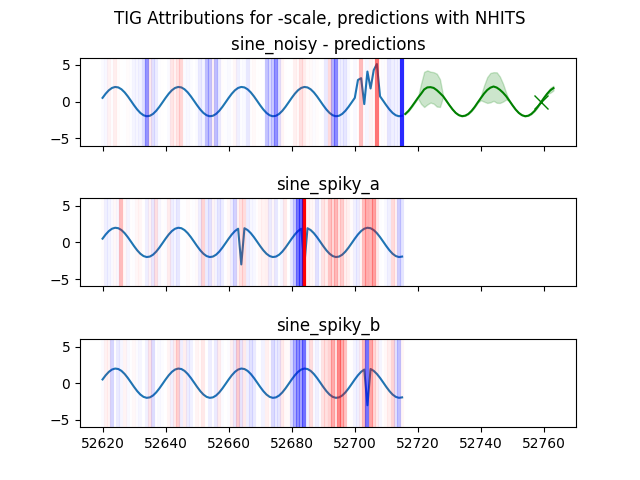 TIG Attributions for -scale, predictions with NHITS
sine_noisy - predictions
5
0
−5
sine_spiky_a
5
0
−5
sine_spiky_b
5
0
−5
52620 52640 52660 52680 52700 52720 52740 52760